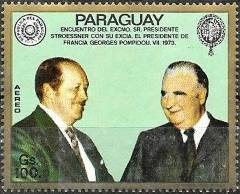 PARAGUAY
ENCUENTRO DEL EXCMO. SR. PRESIDENTE
STROESSNER CON SU EXCIA. EL PRESIDENTE DE
FRANCIA GEORGES POMPIDOU, VII. 1973.
AEREO
Gs.
100.